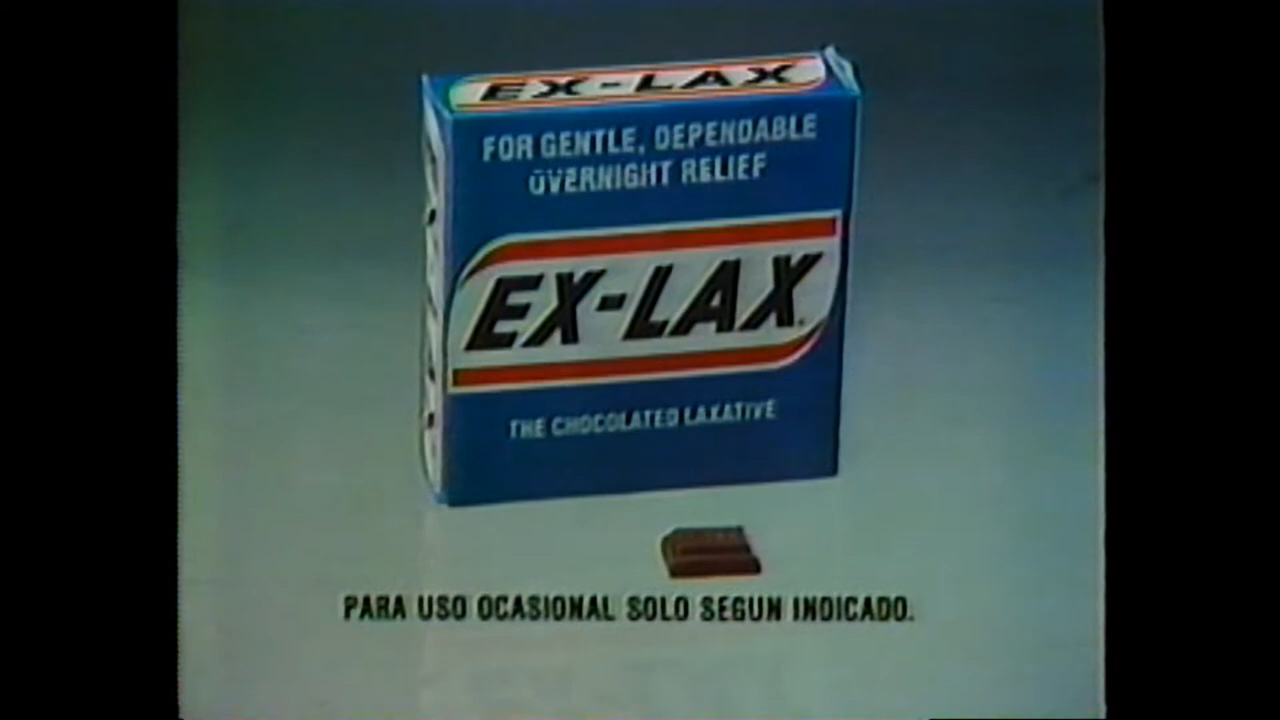 EX-LAX
FOR GENTLE, DEPENDABLE
OVERNIGHT RELIEF
EX-LAX
THE CHOCOLATED LAXATIVE
PARA USO OCASIONAL SOLO SEGUN INDICADO.